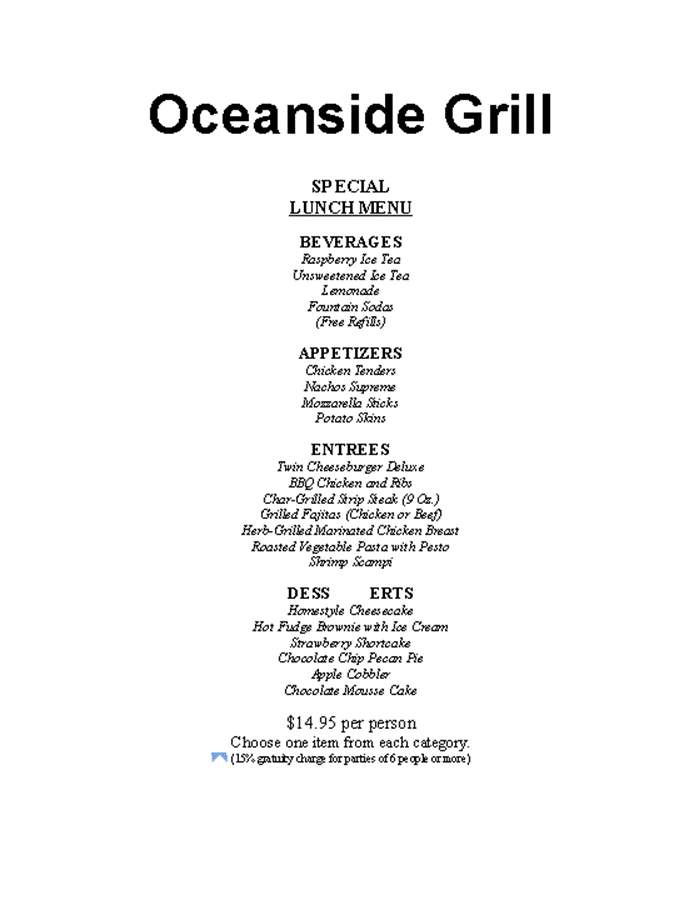 Oceanside Grill
SPECIAL
LUNCH MENU
BEVERAGES
Raspberry Ice Tea
Unsweetened Ice Tea
Lemonade
Fountain Sodas
(Free Refills)
APPETIZERS
Chicken Tenders
Nachos Supreme
Mozzarella Sticks
Potato Skins
ENTREES
Twin Cheeseburger Deluxe
BBQ Chicken and Ribs
Char-Grilled Strip Steak (9 Oz.)
Grilled Fajitas (Chicken or Beef)
Herb-Grilled Marinated Chicken Breast
Roasted Vegetable Pasta with Pesto
Shrimp Scampi
DESS ERTS
Homestyle Cheesecake
Hot Fudge Brownie with Ice Cream
Strawberry Shortcake
Chocolate Chip Pecan Pie
Apple Cobbler
Chocolate Mousse Cake
$14.95 per person
Choose one item from each category.
(15% gratuity charge for parties of 6 people or more)